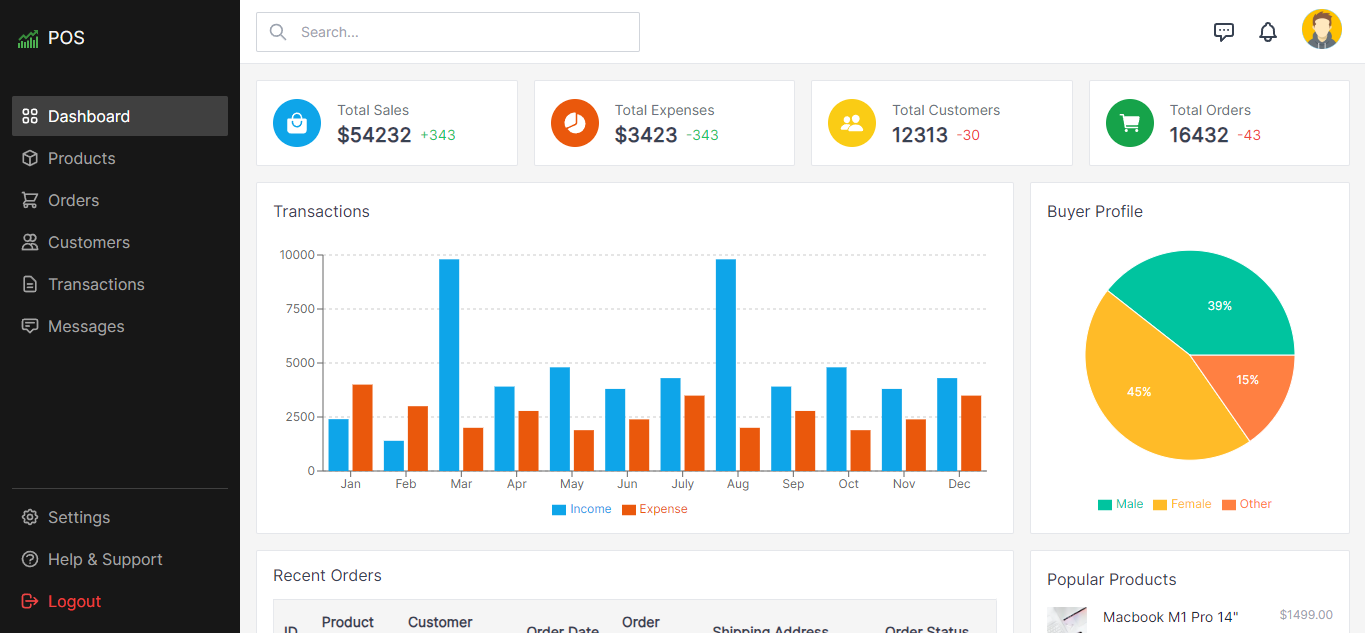 POS
Dashboard
Products
Orders
Customers
Transactions
Messages
Settings
Help & Support
Logout
Search...
Total Sales
$54232 +343
Total Expenses
$3423 -343
Total Customers
12313 -30
Total Orders
16432 -43
Transactions
10000
7500
5000
2500
0
Jan Feb Mar Apr May Jun July Aug Sep Oct Nov Dec
Income Expense
Buyer Profile
39%
45%
15%
Male Female Other
Recent Orders
ID Product Customer Order Date Order Shipping Address Order Status
Popular Products
Macbook M1 Pro 14" $1499.00